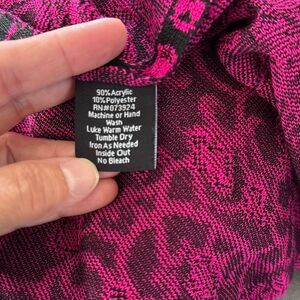 90% Acrylic
10% Polyester
RN#073924
Machine or Hand
Wash
Luke Warm Water
Tumble Dry
Iron As Needed
Inside Out
No Bleach